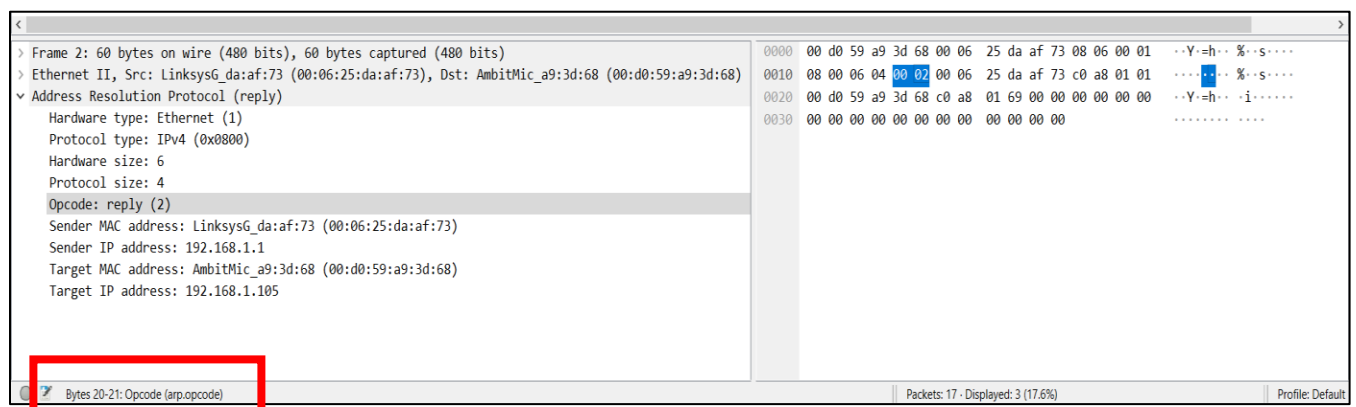 > Frame 2: 60 bytes on wire (480 bits), 60 bytes captured (480 bits)
> Ethernet II, Src: LinksysG_da:af:73 (00:06:25:da:af:73), Dst: AmbitMic_a9:3d:68 (00:d0:59:a9:3d:68)
∨ Address Resolution Protocol (reply)
Hardware type: Ethernet (1)
Protocol type: IPv4 (0x0800)
Hardware size: 6
Protocol size: 4
Opcode: reply (2)
Sender MAC address: LinksysG_da:af:73 (00:06:25:da:af:73)
Sender IP address: 192.168.1.1
Target MAC address: AmbitMic_a9:3d:68 (00:d0:59:a9:3d:68)
Target IP address: 192.168.1.105
0000 00 d0 59 a9 3d 68 00 06 25 da af 73 08 06 00 01 ··Y·=h·· %··s····
0010 08 00 06 04 00 02 00 06 25 da af 73 c0 a8 01 01 ········ %··s····
0020 00 d0 59 a9 3d 68 c0 a8 01 69 00 00 00 00 00 00 ··Y·=h·· ·i······
0030 00 00 00 00 00 00 00 00 00 00 00 00 ········ ····
Bytes 20-21: Opcode (arp.opcode)
Packets: 17 · Displayed: 3 (17.6%)
Profile: Default